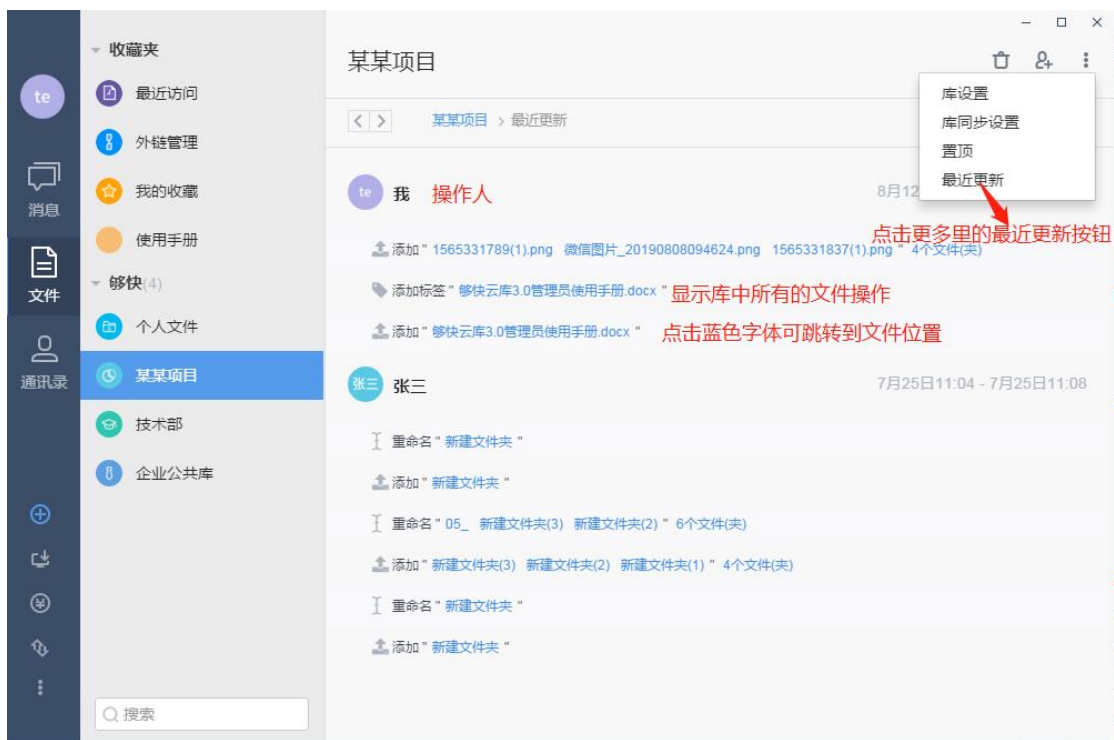 te
消息
文件
通讯录
收藏夹
最近访问
外链管理
我的收藏
使用手册
够快(4)
个人文件
某某项目
技术部
企业公共库
搜索
某某项目
库设置
库同步设置
置顶
最近更新
某某项目 > 最近更新
te 我 操作人 8月12
点击更多里的最近更新按钮
添加 " 1565331789(1).png 微信图片_20190808094624.png 1565331837(1).png " 4个文件(夹)
添加标签 " 够快云库3.0管理员使用手册.docx " 显示库中所有的文件操作
添加 " 够快云库3.0管理员使用手册.docx " 点击蓝色字体可跳转到文件位置
张三 张三 7月25日11:04 - 7月25日11:08
重命名 " 新建文件夹 "
添加 " 新建文件夹 "
重命名 " 05_ 新建文件夹(3) 新建文件夹(2) " 6个文件(夹)
添加 " 新建文件夹(3) 新建文件夹(2) 新建文件夹(1) " 4个文件(夹)
重命名 " 新建文件夹 "
添加 " 新建文件夹 "